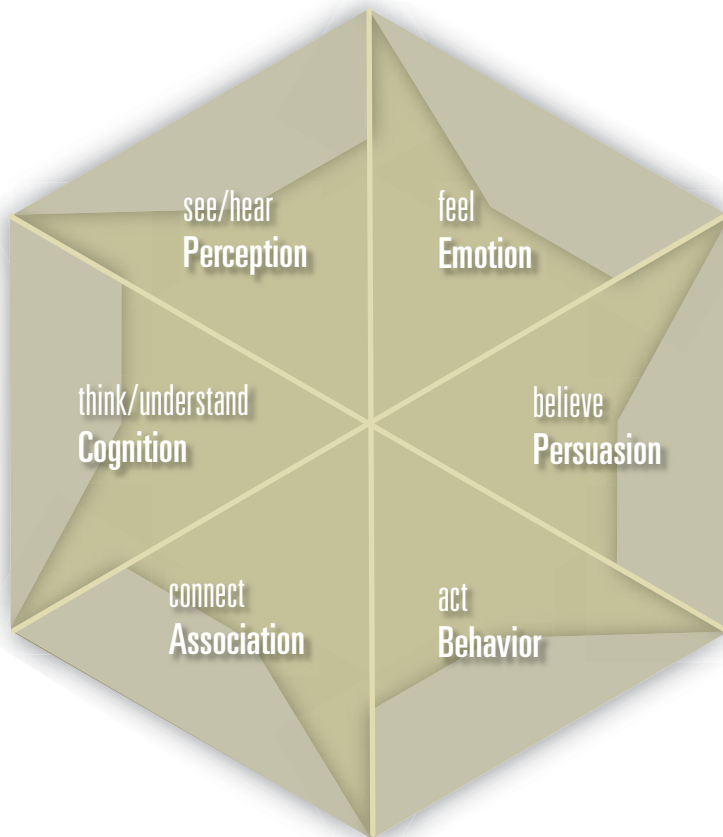 see/hear
Perception
feel
Emotion
think/understand
Cognition
believe
Persuasion
connect
Association
act
Behavior